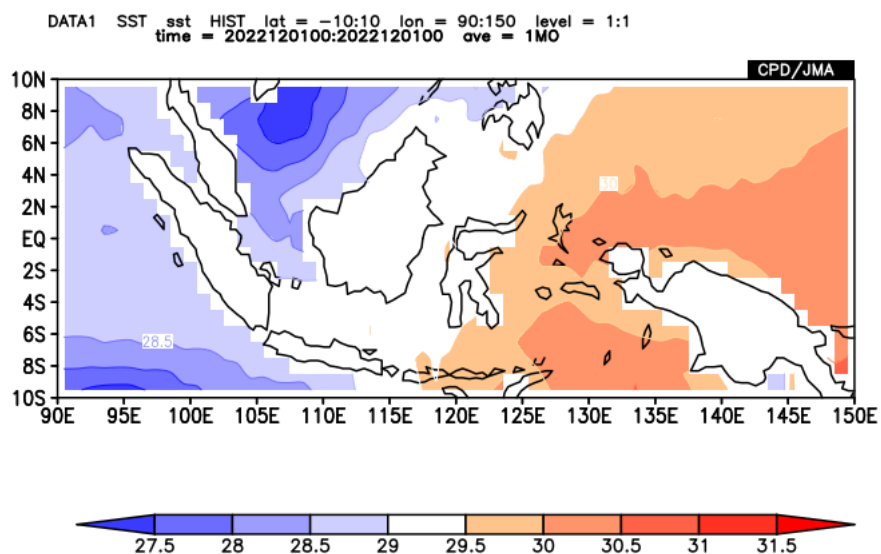 DATA1 SST sst HIST lat = -10:10 lon = 90:150 level = 1:1
time = 2022120100:2022120100 ave = 1MO
CPD/JMA
10N
8N
6N
4N
30
2N
EQ
2S
4S
6S
28.5
8S
10S
90E 95E 100E 105E 110E 115E 120E 125E 130E 135E 140E 145E 150E
27.5 28 28.5 29 29.5 30 30.5 31 31.5